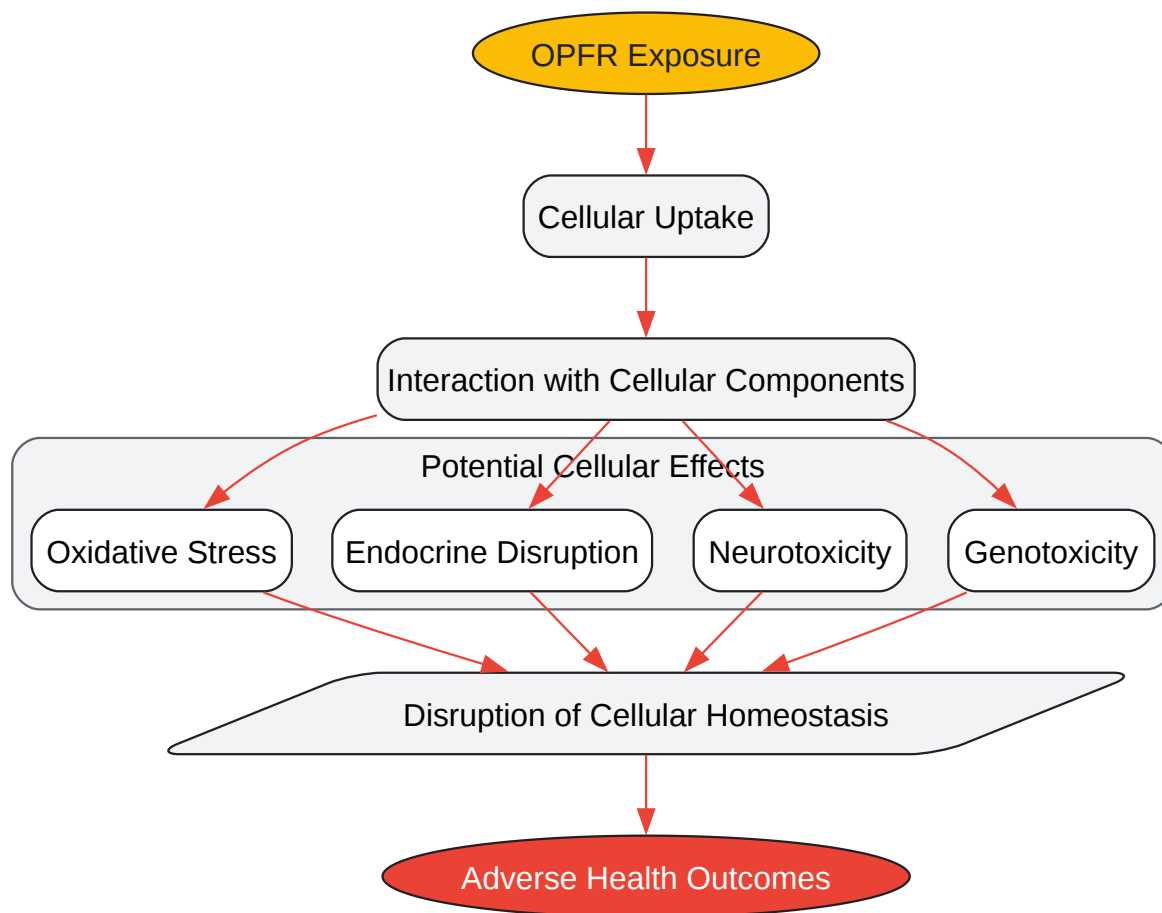 OPFR Exposure
Cellular Uptake
Interaction with Cellular Components
Potential Cellular Effects
Oxidative Stress
Endocrine Disruption
Neurotoxicity
Genotoxicity
Disruption of Cellular Homeostasis
Adverse Health Outcomes